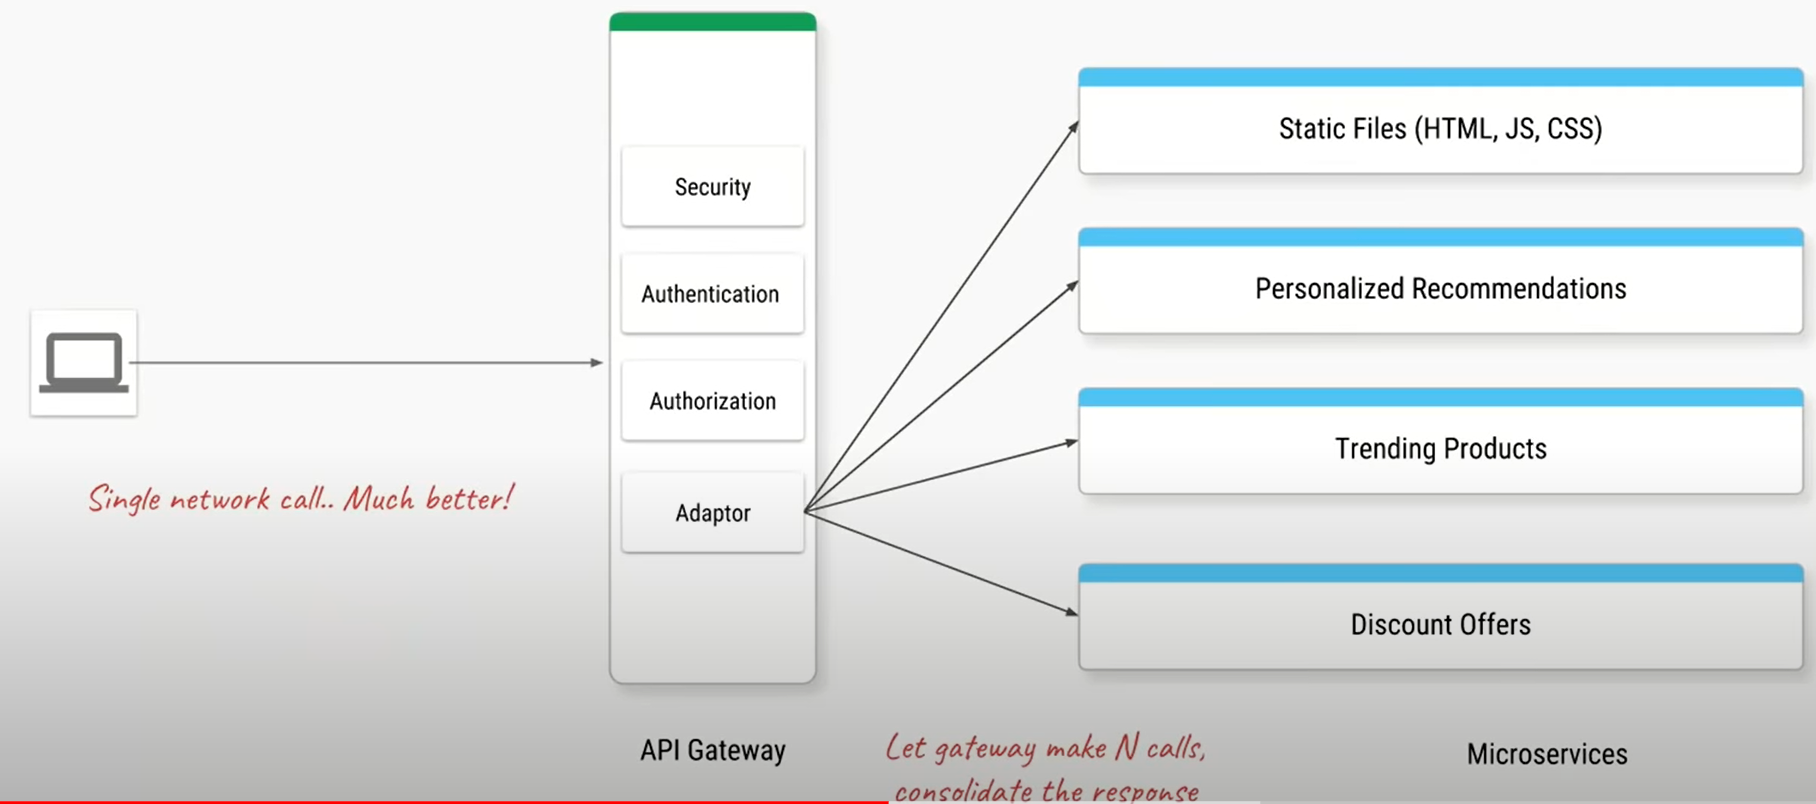 Security
Authentication
Authorization
Adaptor
API Gateway
Single network call.. Much better!
Let gateway make N calls,
consolidate the response
Static Files (HTML, JS, CSS)
Personalized Recommendations
Trending Products
Discount Offers
Microservices